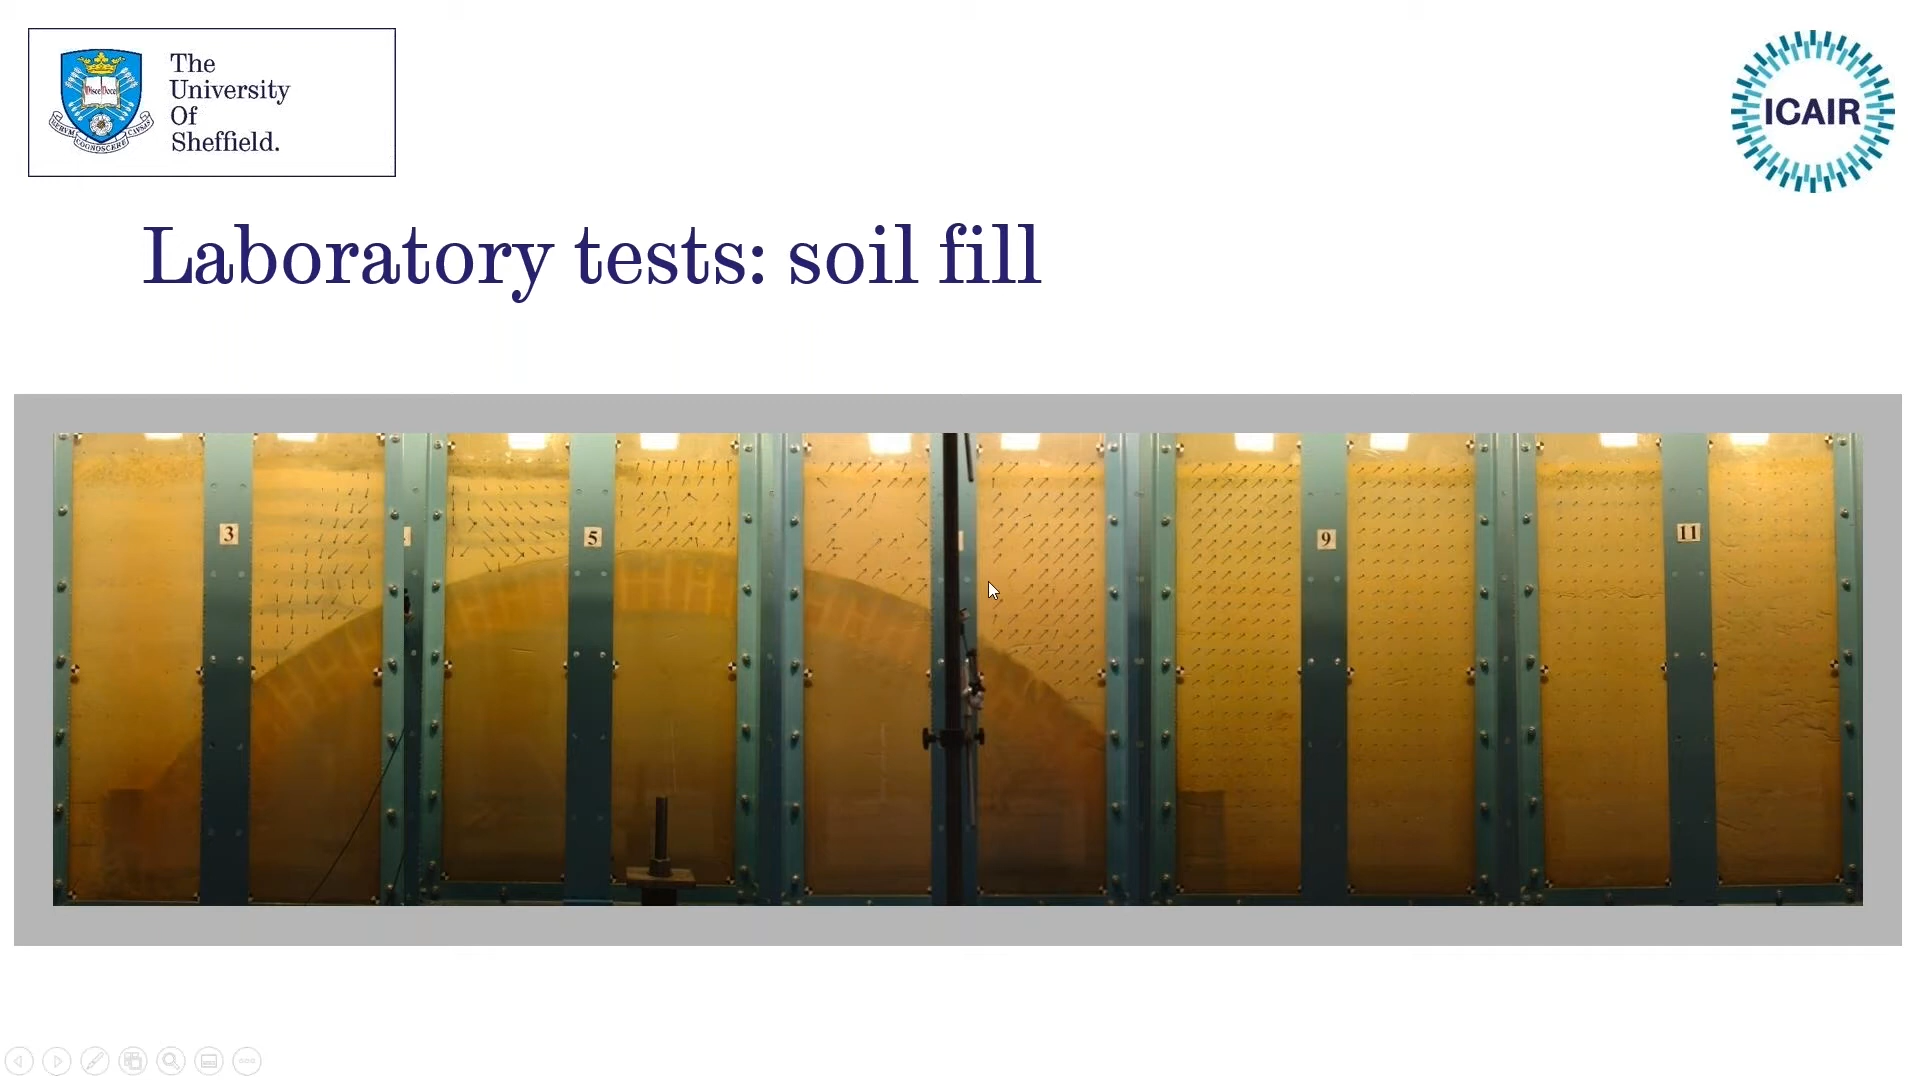 The
University
Of
Sheffield.
ICAIR
Laboratory tests: soil fill
3
5
9
11